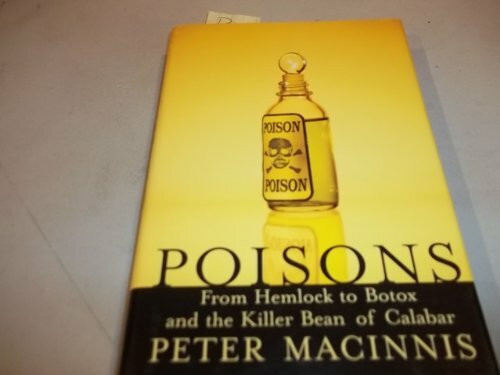 POISON
POISON
POISONS
From Hemlock to Botox
and the Killer Bean of Calabar
PETER MACINNIS